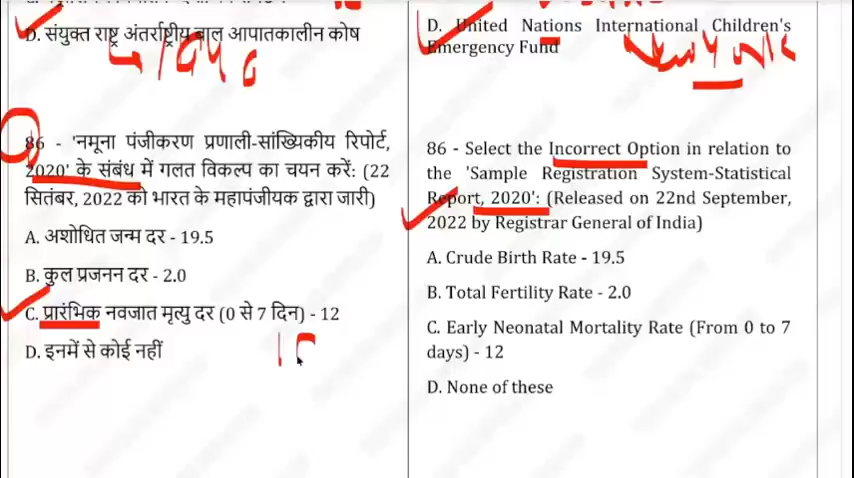 D. संयुक्त राष्ट्र अंतर्राष्ट्रीय बाल आपातकालीन कोष
86 - 'नमूना पंजीकरण प्रणाली-सांख्यिकीय रिपोर्ट,
2020' के संबंध में गलत विकल्प का चयन करें: (22
सितंबर, 2022 को भारत के महापंजीयक द्वारा जारी)
A. अशोधित जन्म दर - 19.5
B. कुल प्रजनन दर - 2.0
C. प्रारंभिक नवजात मृत्यु दर (0 से 7 दिन) - 12
D. इनमें से कोई नहीं
D. United Nations International Children's
Emergency Fund
86 - Select the Incorrect Option in relation to
the 'Sample Registration System-Statistical
Report, 2020': (Released on 22nd September,
2022 by Registrar General of India)
A. Crude Birth Rate - 19.5
B. Total Fertility Rate - 2.0
C. Early Neonatal Mortality Rate (From 0 to 7
days) - 12
D. None of these